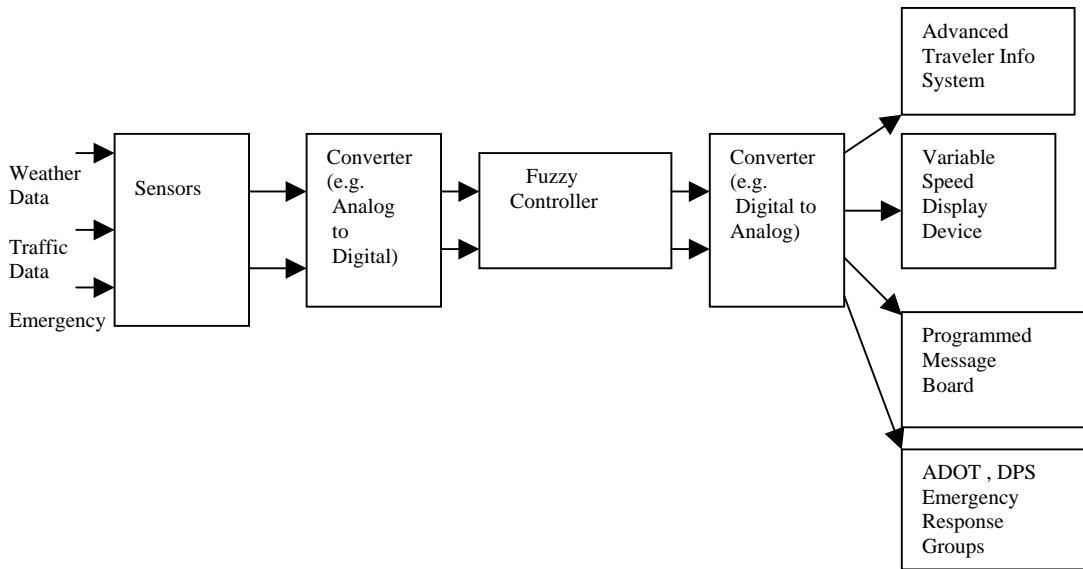 Weather
Data
Traffic
Data
Emergency
Sensors
Converter
(e.g.
Analog
to
Digital)
Fuzzy
Controller
Converter
(e.g.
Digital to
Analog)
Advanced
Traveler Info
System
Variable
Speed
Display
Device
Programmed
Message
Board
ADOT , DPS
Emergency
Response
Groups